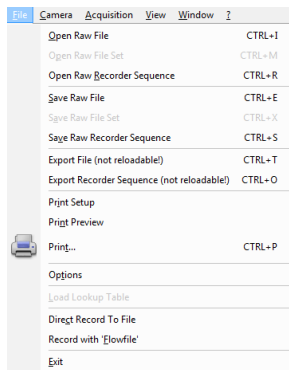 File Camera Acquisition View Window ?
Open Raw File CTRL+I
Open Raw File Set CTRL+M
Open Raw Recorder Sequence CTRL+R
Save Raw File CTRL+E
Save Raw File Set CTRL+X
Save Raw Recorder Sequence CTRL+S
Export File (not reloadable!) CTRL+T
Export Recorder Sequence (not reloadable!) CTRL+O
Print Setup
Print Preview
Print... CTRL+P
Options
Load Lookup Table
Direct Record To File
Record with 'Flowfile'
Exit